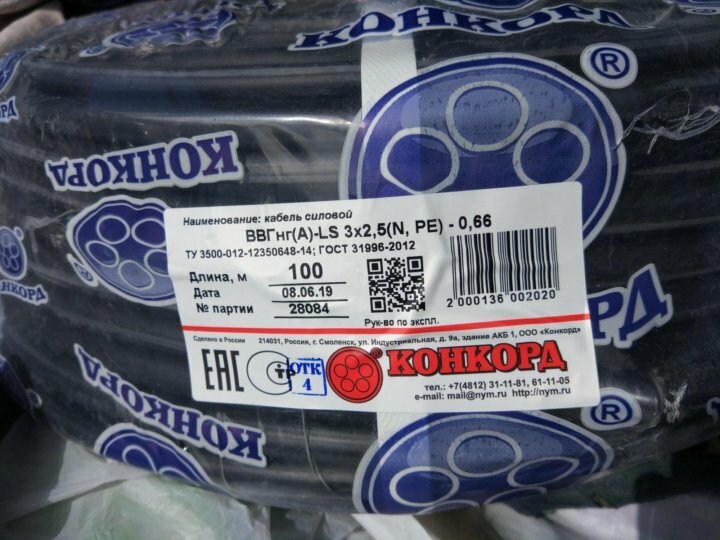 КОНКОРД
®
КОНКОРД
Наименование: кабель силовой
ВВГнг(А)-LS 3х2,5(N, PE) - 0,66
ТУ 3500-012-12350648-14; ГОСТ 31996-2012
Длина, м 100
Дата 08.06.19
№ партии 28084
Рук-во по экспл.
2 000136 002020
КОНКОРД
Сделано в России
214031, Россия, г. Смоленск, ул. Индустриальная, д. 9а, здание АКБ 1, ООО «Конкорд»
ЕАС
СТР
ОТК
4
® КОНКОРД
тел.: +7(4812) 31-11-81, 61-11-05
e-mail: mail@nym.ru http://nym.ru
®
КОНКОРД